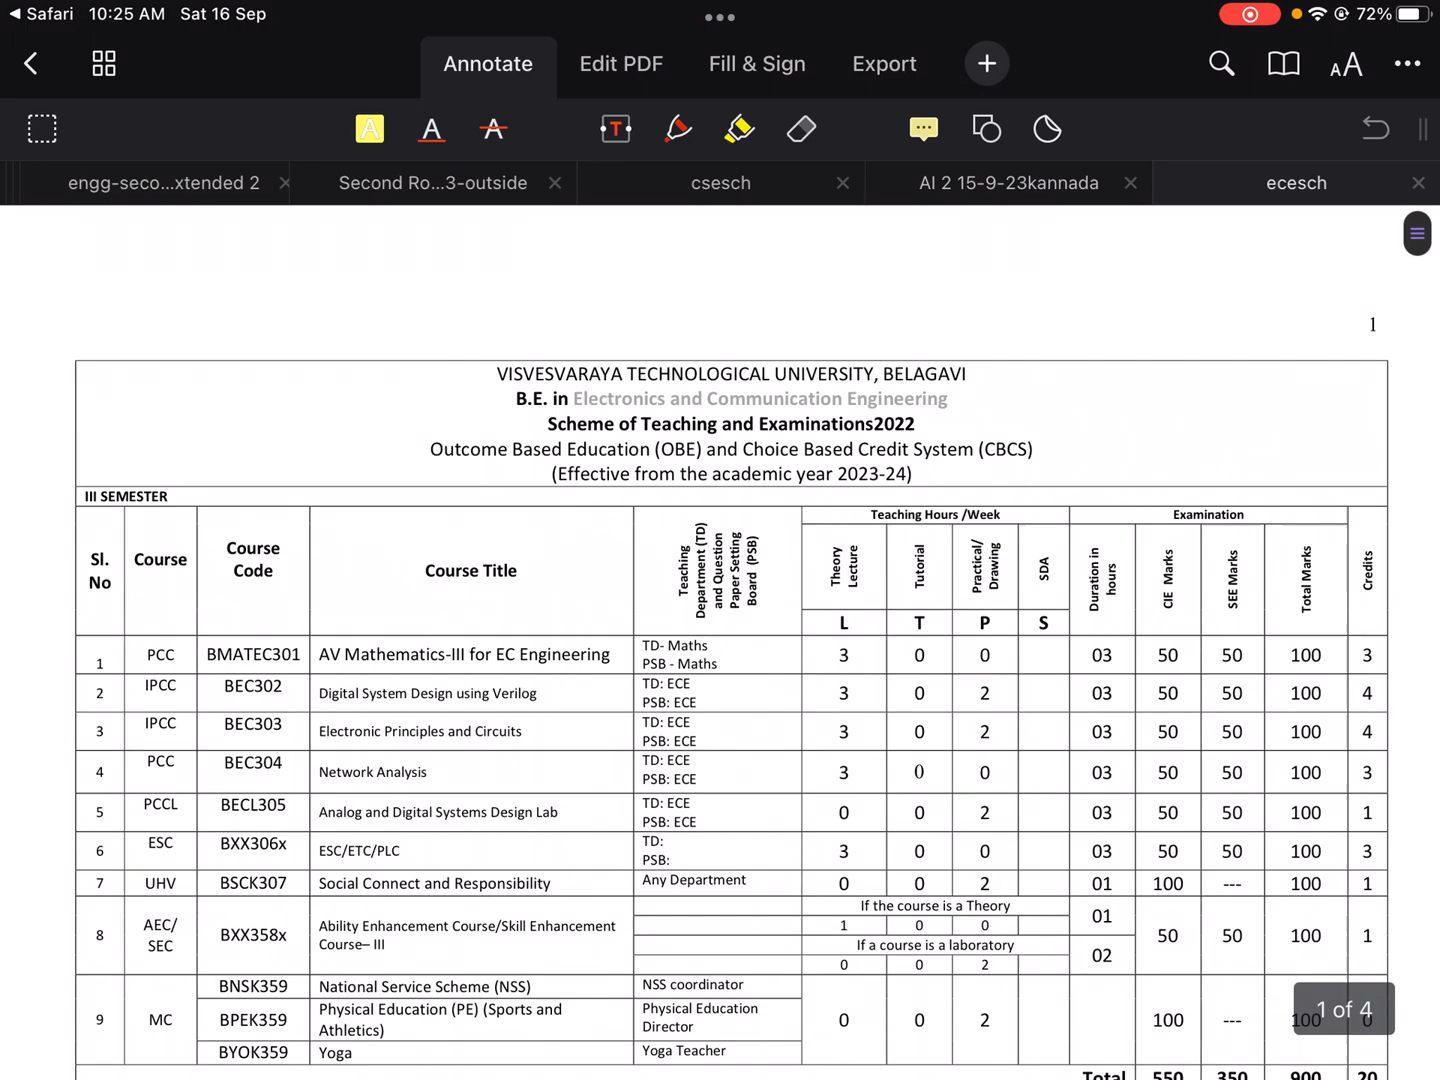 Safari 10:25 AM Sat 16 Sep 72%
Annotate Edit PDF Fill & Sign Export
AA
A A A T
engg-seco...xtended 2 Second Ro...3-outside csesch AI 2 15-9-23kannada ecesch
1
VISVESVARAYA TECHNOLOGICAL UNIVERSITY, BELAGAVI
B.E. in Electronics and Communication Engineering
Scheme of Teaching and Examinations2022
Outcome Based Education (OBE) and Choice Based Credit System (CBCS)
(Effective from the academic year 2023-24)
III SEMESTER
Sl. No Course Course Code Course Title Teaching Department (TD) and Question Paper Setting Board (PSB) Teaching Hours /Week Examination Credits
Theory Lecture Tutorial Practical/ Drawing SDA Duration in hours CIE Marks SEE Marks Total Marks
L T P S
1 PCC BMATEC301 AV Mathematics-III for EC Engineering TD- Maths PSB - Maths 3 0 0 03 50 50 100 3
2 IPCC BEC302 Digital System Design using Verilog TD: ECE PSB: ECE 3 0 2 03 50 50 100 4
3 IPCC BEC303 Electronic Principles and Circuits TD: ECE PSB: ECE 3 0 2 03 50 50 100 4
4 PCC BEC304 Network Analysis TD: ECE PSB: ECE 3 0 0 03 50 50 100 3
5 PCCL BECL305 Analog and Digital Systems Design Lab TD: ECE PSB: ECE 0 0 2 03 50 50 100 1
6 ESC BXX306x ESC/ETC/PLC TD: PSB: 3 0 0 03 50 50 100 3
7 UHV BSCK307 Social Connect and Responsibility Any Department 0 0 2 01 100 --- 100 1
8 AEC/ SEC BXX358x Ability Enhancement Course/Skill Enhancement Course– III If the course is a Theory 01 50 50 100 1
1 0 0
If a course is a laboratory 02
0 0 2
9 MC BNSK359 National Service Scheme (NSS) NSS coordinator 0 0 2 100 --- 100 0
BPEK359 Physical Education (PE) (Sports and Athletics) Physical Education Director
BYOK359 Yoga Yoga Teacher
1 of 4
Total 550 350 900 20